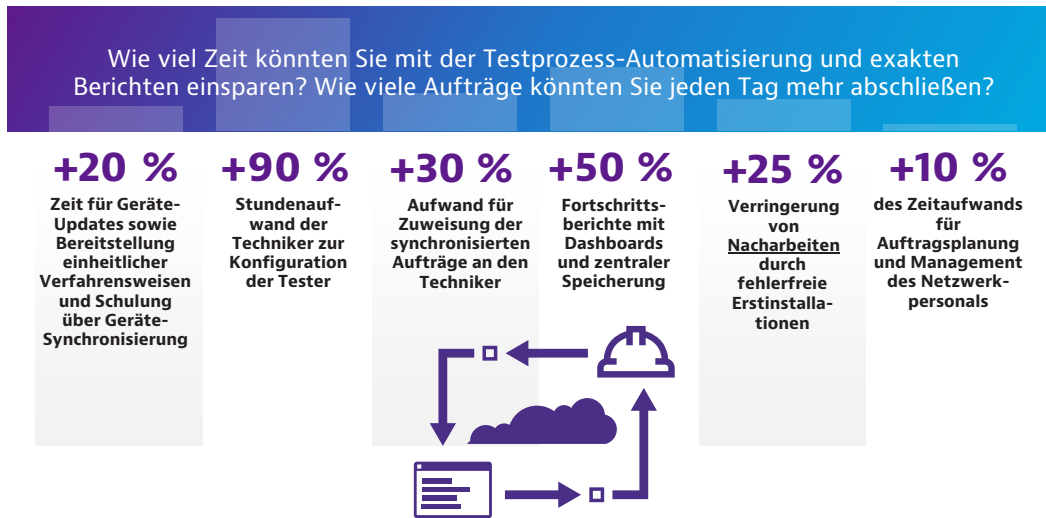 Wie viel Zeit könnten Sie mit der Testprozess-Automatisierung und exakten
Berichten einsparen? Wie viele Aufträge könnten Sie jeden Tag mehr abschließen?
+20 %
Zeit für Geräte-
Updates sowie
Bereitstellung
einheitlicher
Verfahrensweisen
und Schulung
über Geräte-
Synchronisierung
+90 %
Stundenauf-
wand der
Techniker zur
Konfiguration
der Tester
+30 %
Aufwand für
Zuweisung der
synchronisierten
Aufträge an den
Techniker
+50 %
Fortschritts-
berichte mit
Dashboards
und zentraler
Speicherung
+25 %
Verringerung
von
Nacharbeiten
durch
fehlerfreie
Erstinstalla-
tionen
+10 %
des Zeitaufwands
für
Auftragsplanung
und Management
des Netzwerk-
personals